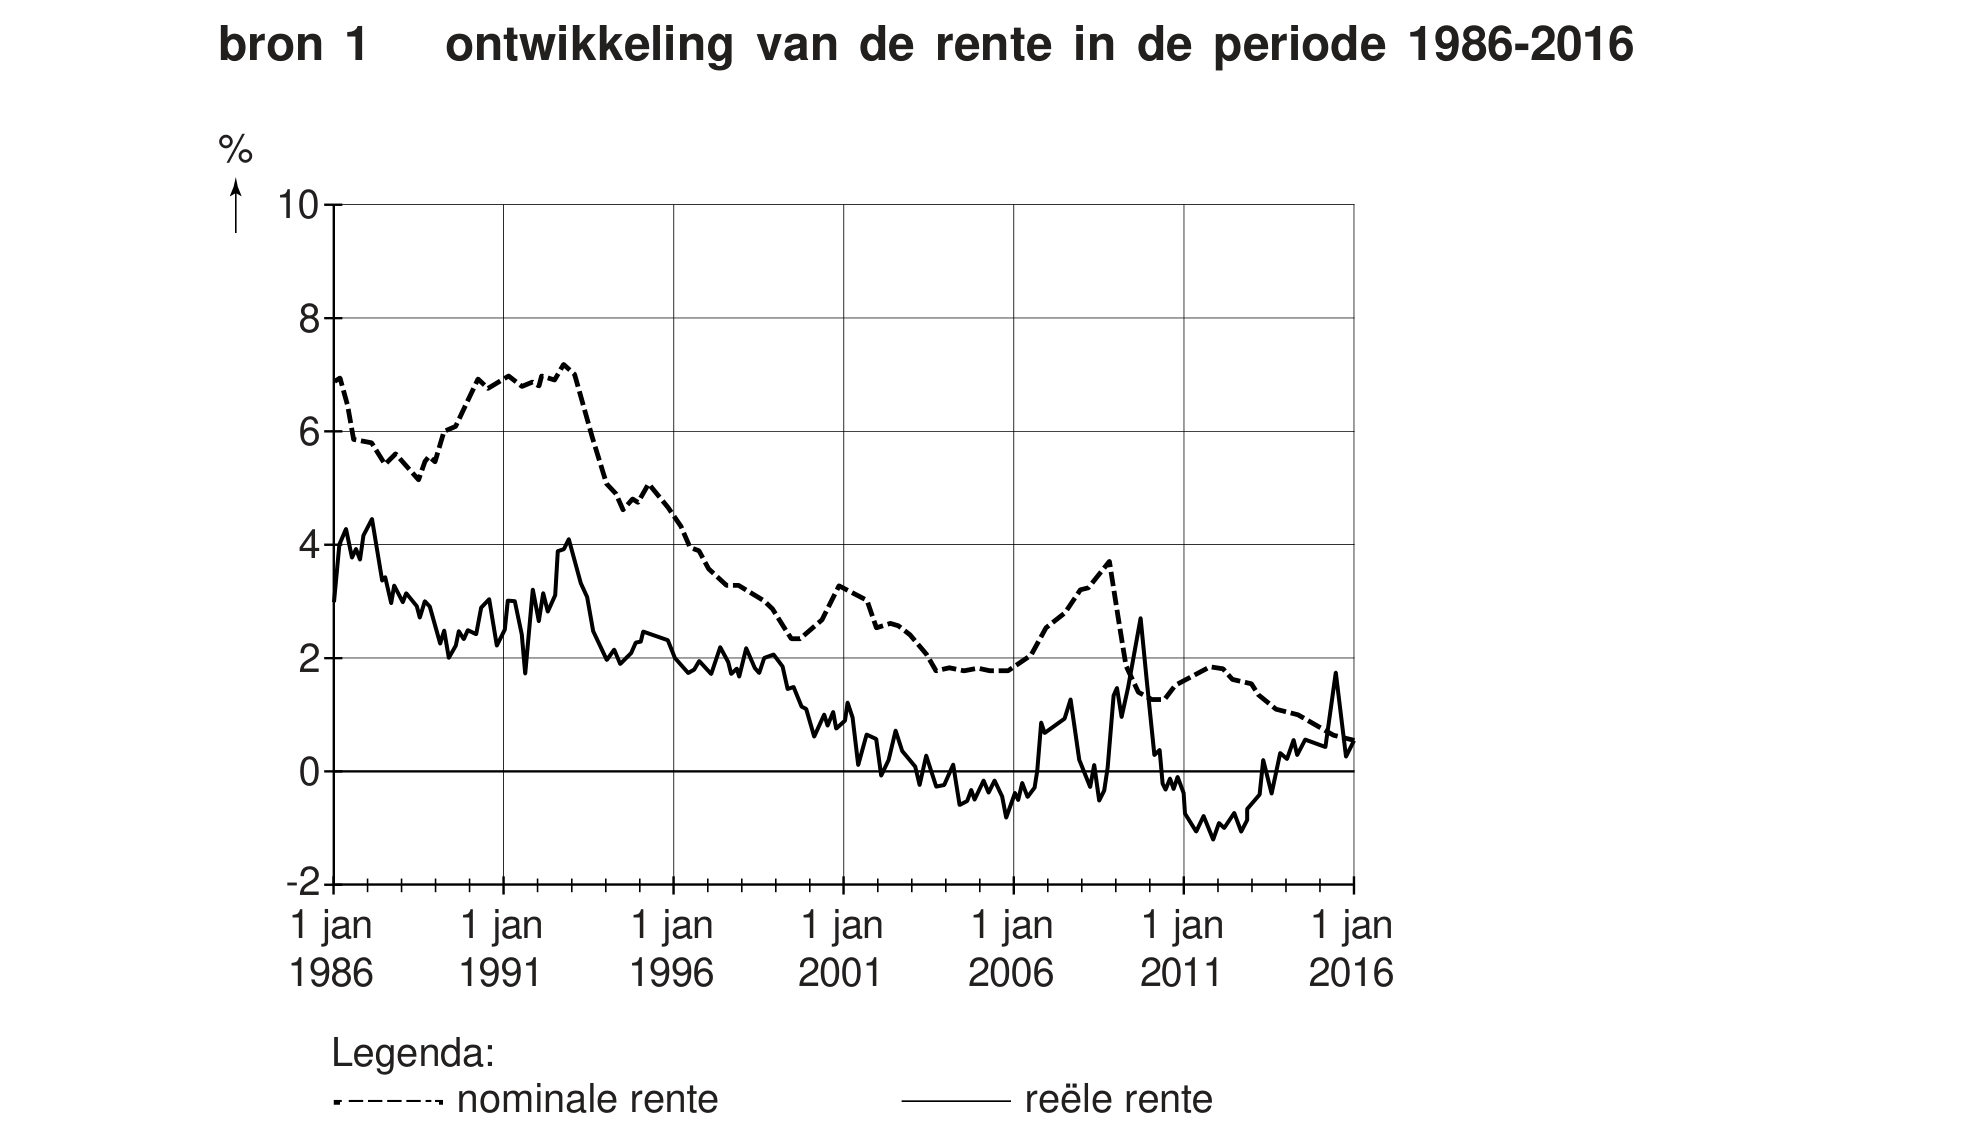 bron 1 ontwikkeling van de rente in de periode 1986-2016
%
10
8
6
4
2
0
-2
1 jan 1 jan 1 jan 1 jan 1 jan 1 jan 1 jan
1986 1991 1996 2001 2006 2011 2016
Legenda:
nominale rente reële rente